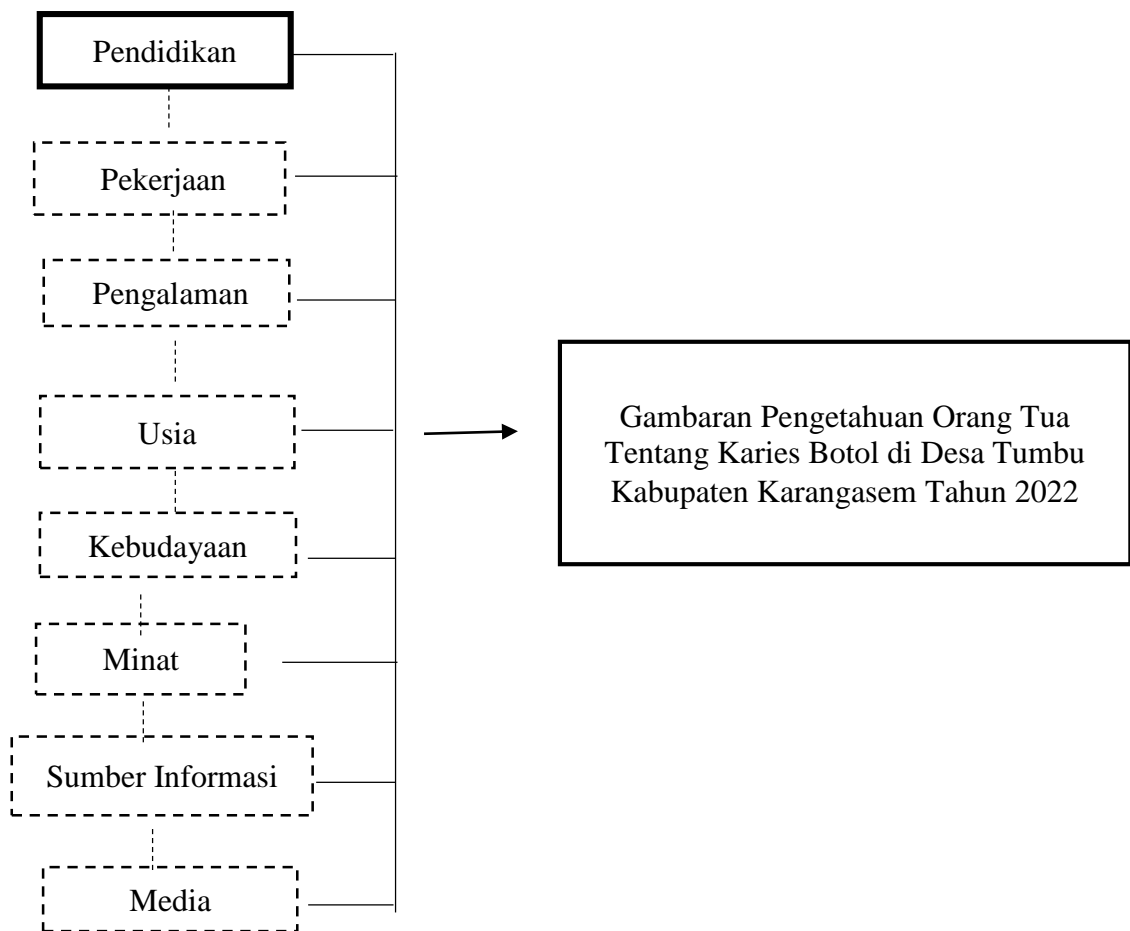 Pendidikan
Pekerjaan
Pengalaman
Usia
Kebudayaan
Minat
Sumber Informasi
Media
Gambaran Pengetahuan Orang Tua
Tentang Karies Botol di Desa Tumbu
Kabupaten Karangasem Tahun 2022